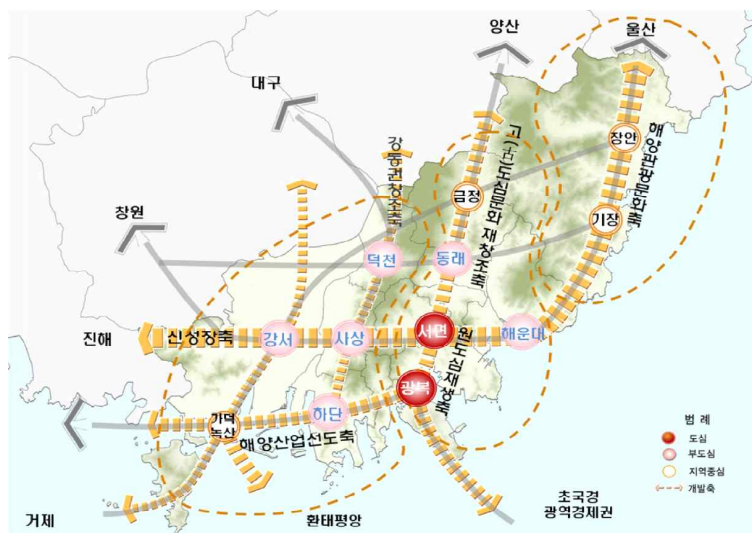 양산
울산
대구
창원
진해
거제
강동권창조축
고(古)도심문화 재창조축
해양관광문화축
장안
금정
기장
덕천
동래
신성장축
강서
사상
서면
해운대
원도심재생축
광복
가덕
녹산
하단
해양산업선도축
환태평양
초국경
광역경제권
범 례
도심
부도심
지역중심
개발축